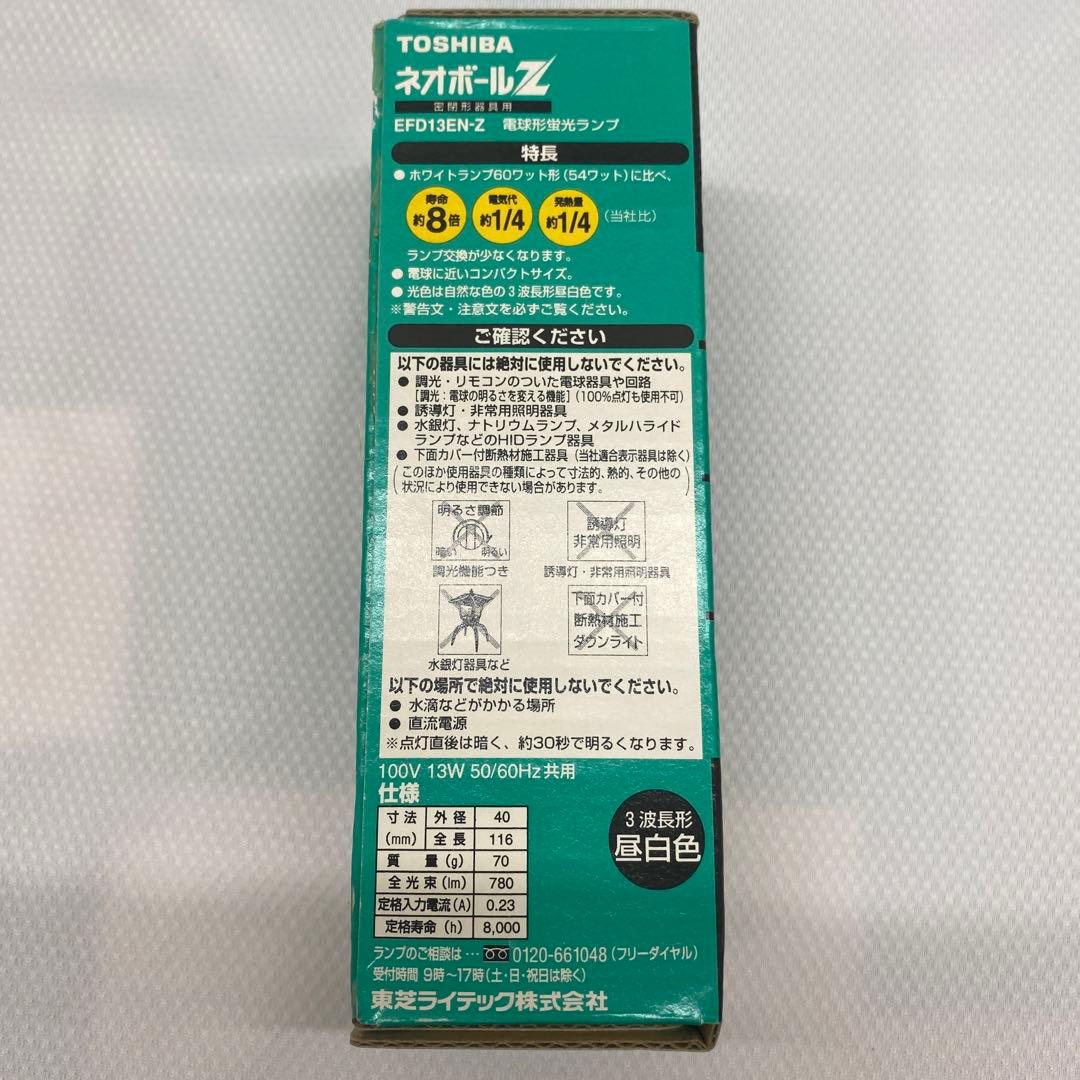 TOSHIBA
ネオボールZ
密閉形器具用
EFD13EN-Z 電球形蛍光ランプ
特長
● ホワイトランプ60ワット形(54ワット)に比べ、
寿命 約8倍 電気代 約1/4 発熱量 約1/4 (当社比)
ランプ交換が少なくなります。
● 電球に近いコンパクトサイズ。
● 光色は自然な色の3波長形昼白色です。
※警告文・注意文を必ずご覧ください。
ご確認ください
以下の器具には絶対に使用しないでください。
● 調光・リモコンのついた電球器具や回路
[調光:電球の明るさを変える機能](100%点灯も使用不可)
● 誘導灯・非常用照明器具
● 水銀灯、ナトリウムランプ、メタルハライド
ランプなどのHIDランプ器具
● 下面カバー付断熱材施工器具(当社適合表示器具は除く)
(このほか使用器具の種類によって寸法的、熱的、その他の
状況により使用できない場合があります。)
明るさ調節
暗い 明るい
調光機能つき
誘導灯
非常用照明
誘導灯・非常用照明器具
水銀灯器具など
下面カバー付
断熱材施工
ダウンライト
以下の場所で絶対に使用しないでください。
● 水滴などがかかる場所
● 直流電源
※点灯直後は暗く、約30秒で明るくなります。
100V 13W 50/60Hz共用
仕様
寸法(mm) 外径 40
全長 116
質量(g) 70
全光束(lm) 780
定格入力電流(A) 0.23
定格寿命(h) 8,000
3波長形
昼白色
ランプのご相談は… 0120-661048(フリーダイヤル)
受付時間 9時~17時(土・日・祝日は除く)
東芝ライテック株式会社